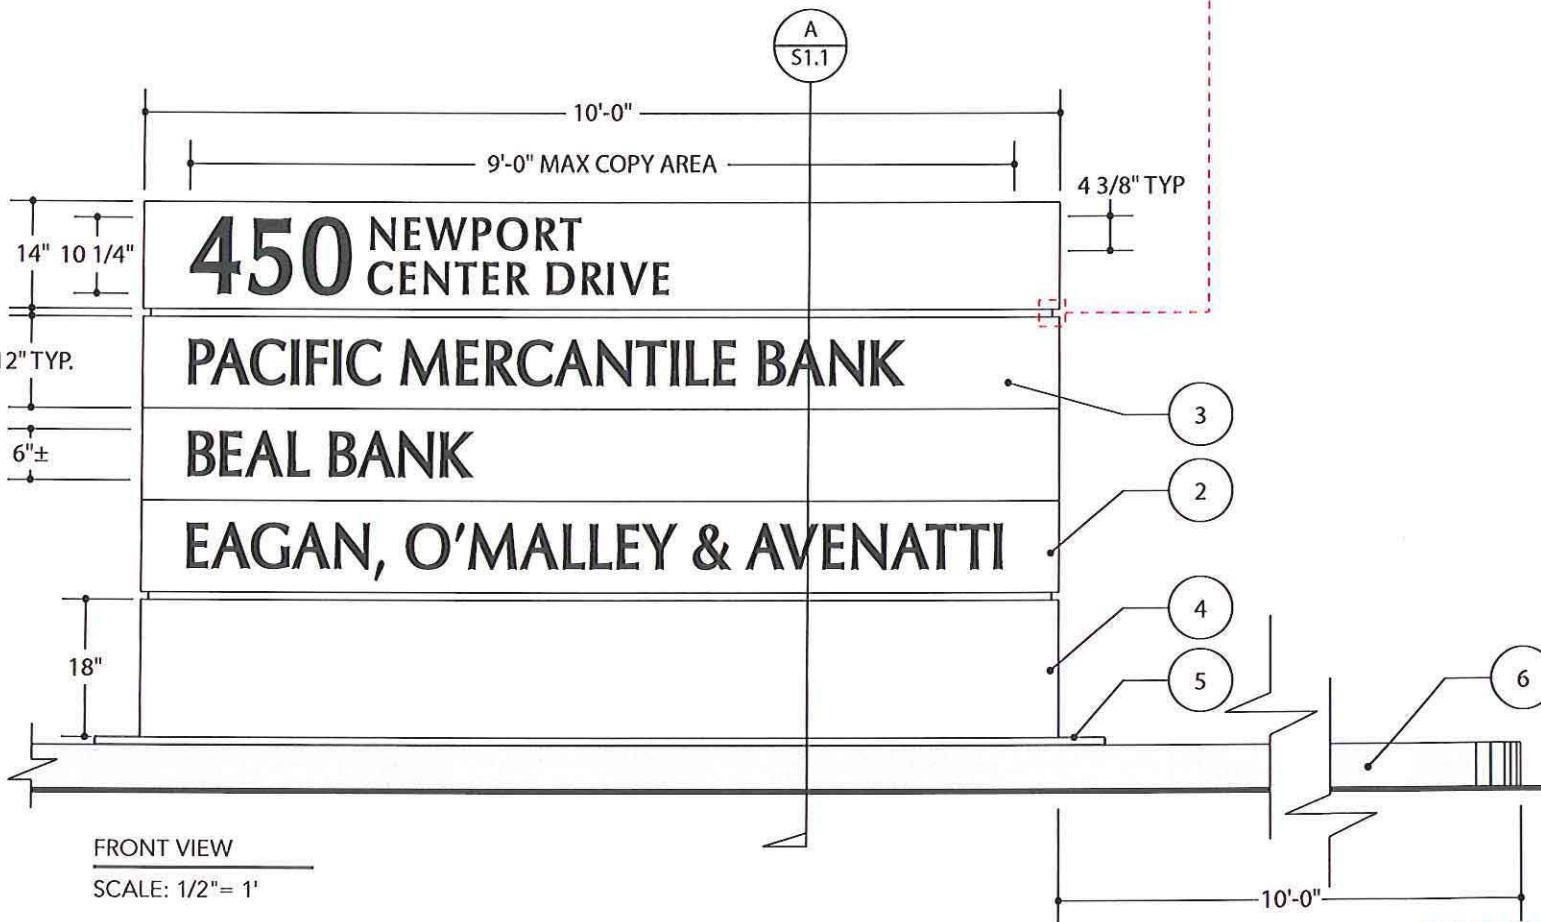 A
S1.1
10'-0"
9'-0" MAX COPY AREA
4 3/8" TYP
14"
10 1/4"
450 NEWPORT
CENTER DRIVE
12" TYP.
PACIFIC MERCANTILE BANK
3
6"±
BEAL BANK
2
EAGAN, O'MALLEY & AVENATTI
4
18"
5
6
FRONT VIEW
SCALE: 1/2"= 1'
10'-0"